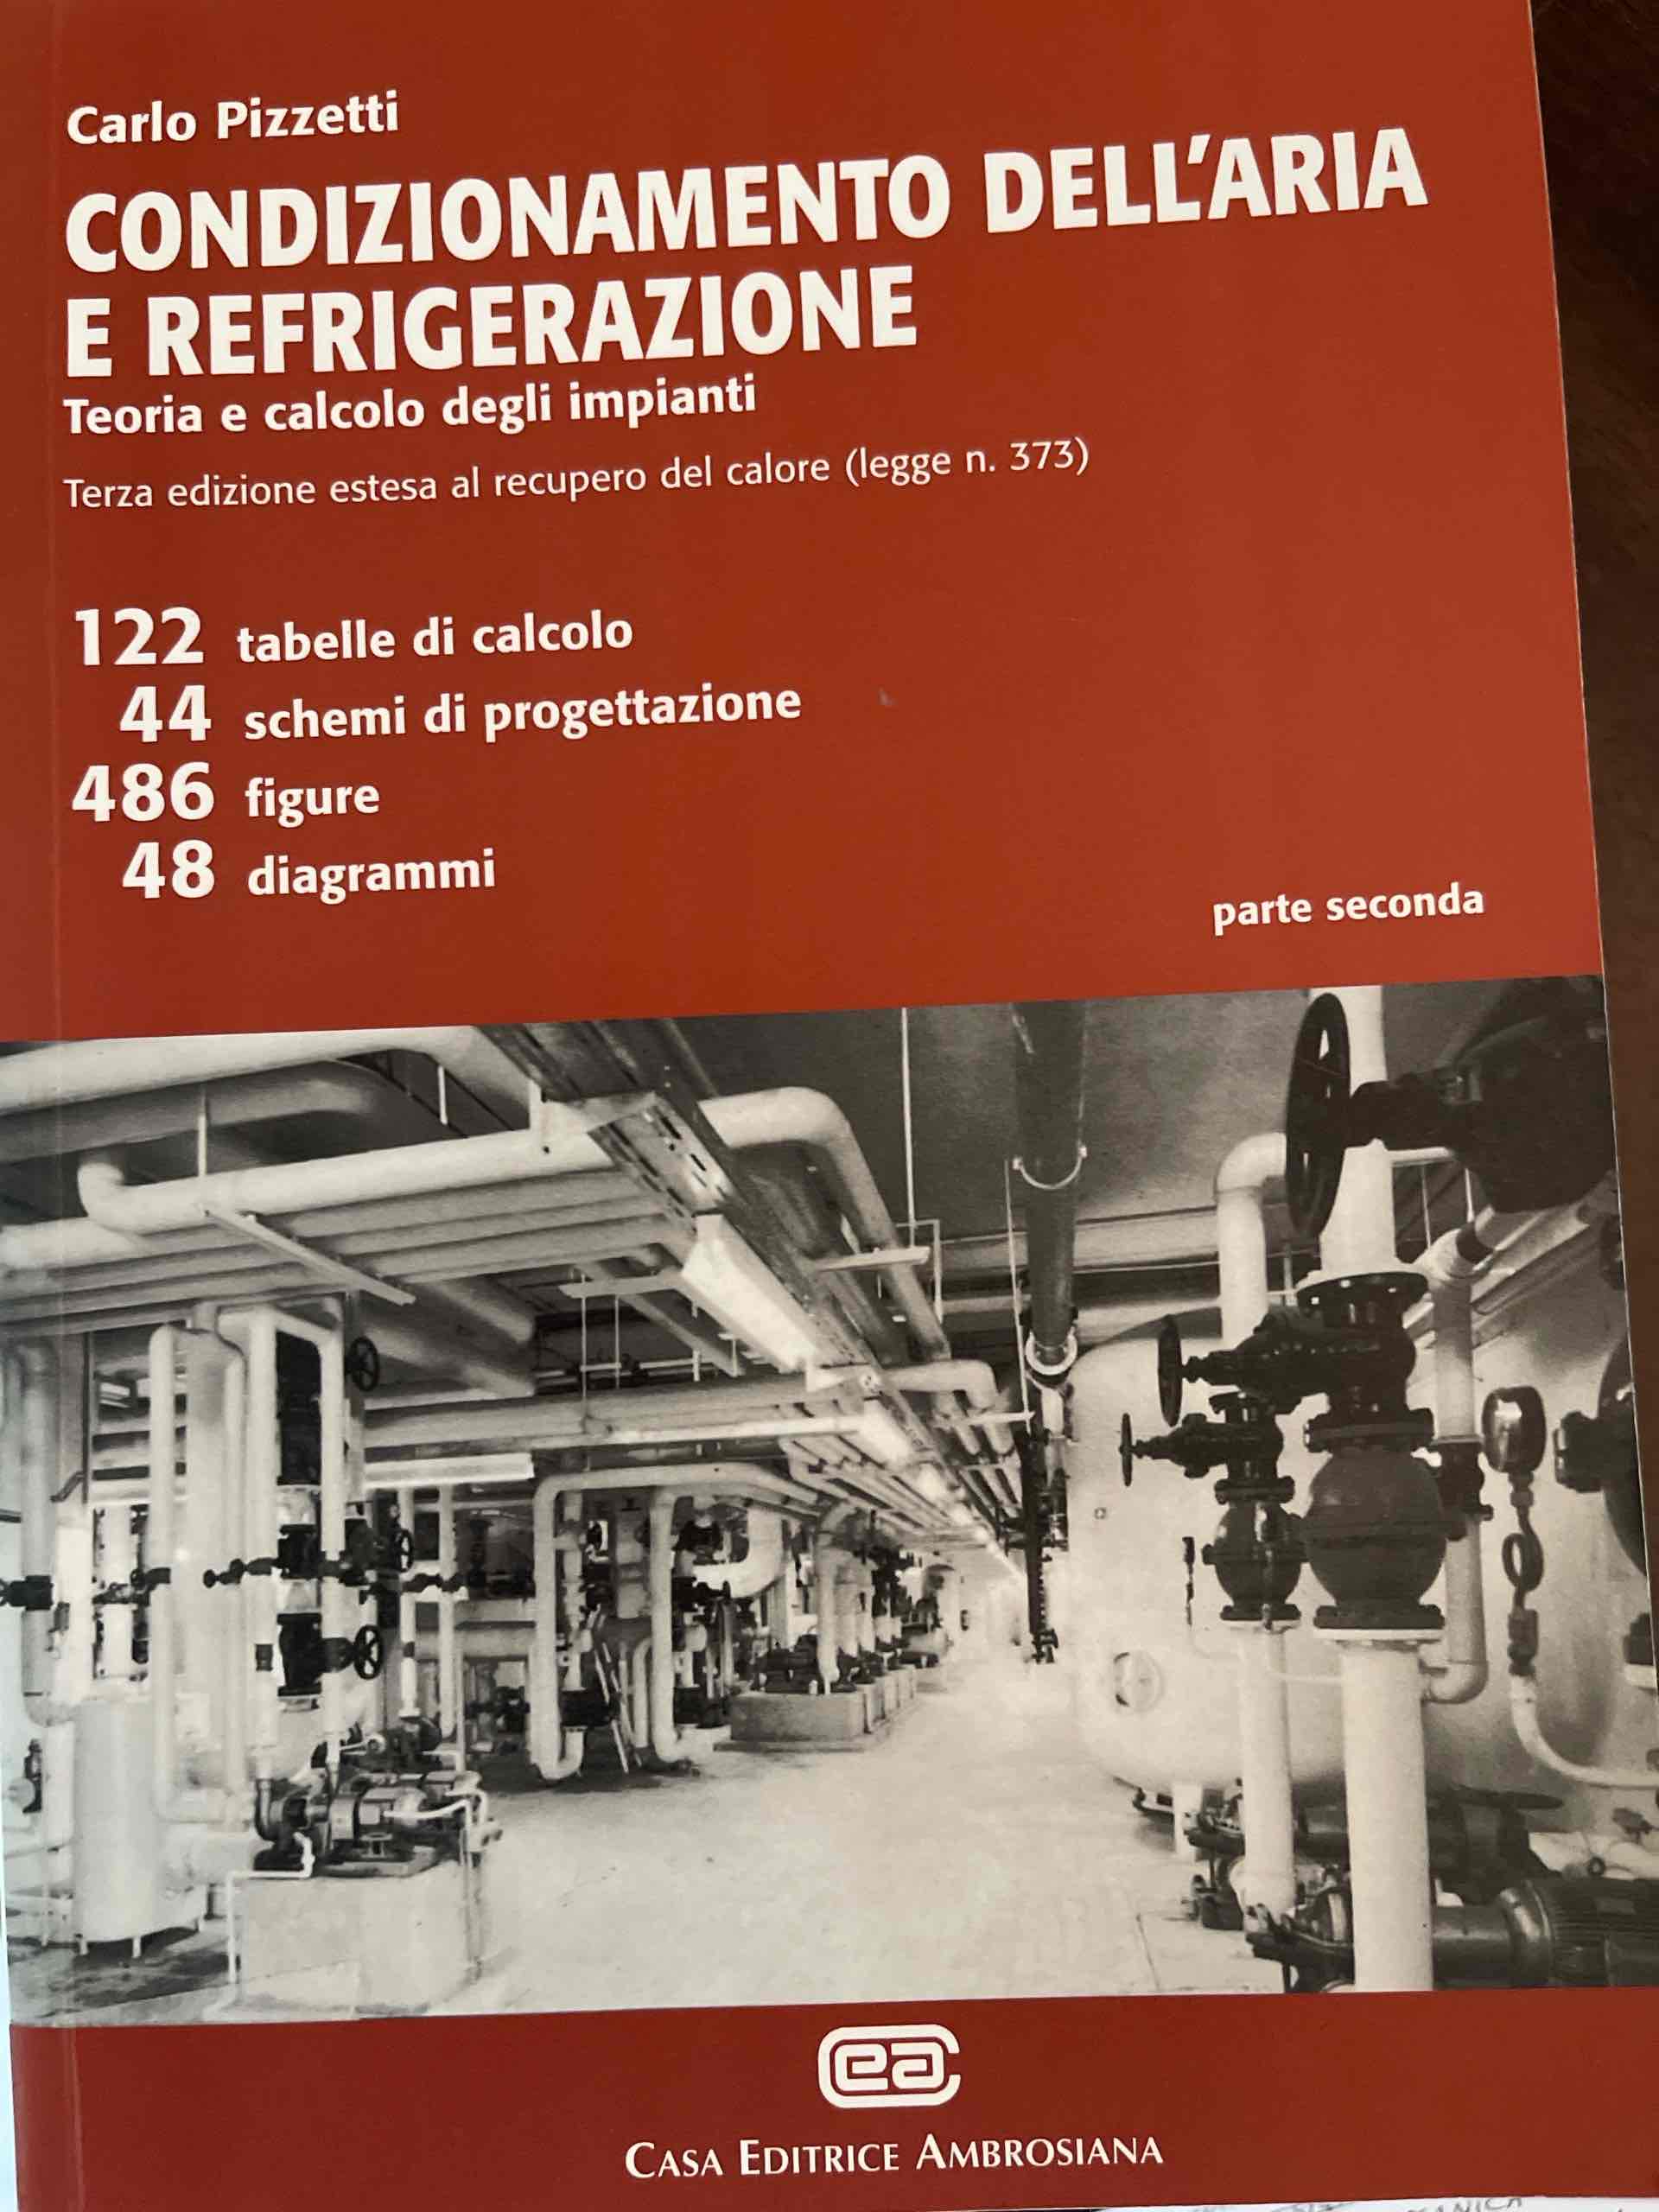 Carlo Pizzetti
CONDIZIONAMENTO DELL'ARIA
E REFRIGERAZIONE
Teoria e calcolo degli impianti
Terza edizione estesa al recupero del calore (legge n. 373)
122 tabelle di calcolo
44 schemi di progettazione
486 figure
48 diagrammi
parte seconda
cea
CASA EDITRICE AMBROSIANA